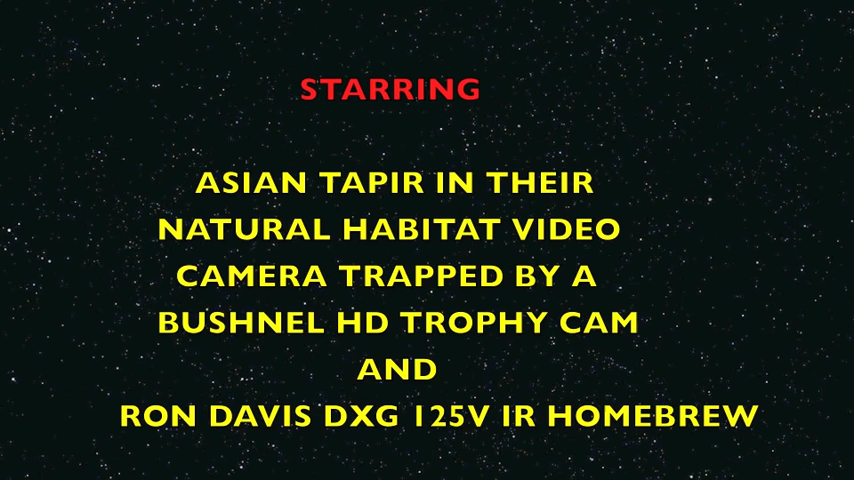 STARRING
ASIAN TAPIR IN THEIR
NATURAL HABITAT VIDEO
CAMERA TRAPPED BY A
BUSHNEL HD TROPHY CAM
AND
RON DAVIS DXG 125V IR HOMEBREW